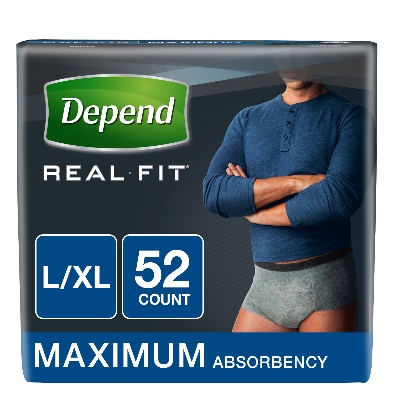 Depend
REAL·FIT®
L/XL
52
COUNT
MAXIMUM ABSORBENCY